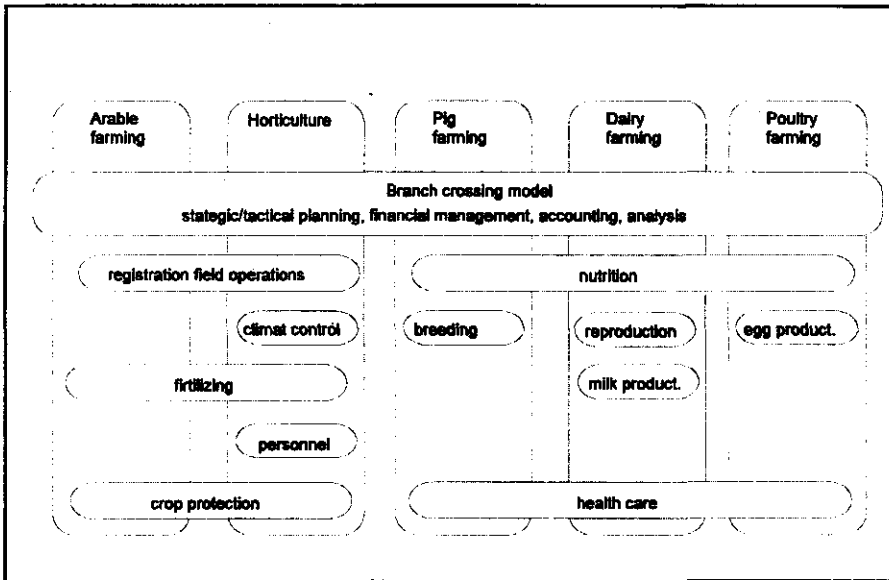 Arable
farming
Horticulture
Pig
farming
Dairy
farming
Poultry
farming
Branch crossing model
stategic/tactical planning, financial management, accounting, analysis
registration field operations
nutrition
climat control
breeding
reproduction
egg product.
firtilizing
milk product.
personnel
crop protection
health care